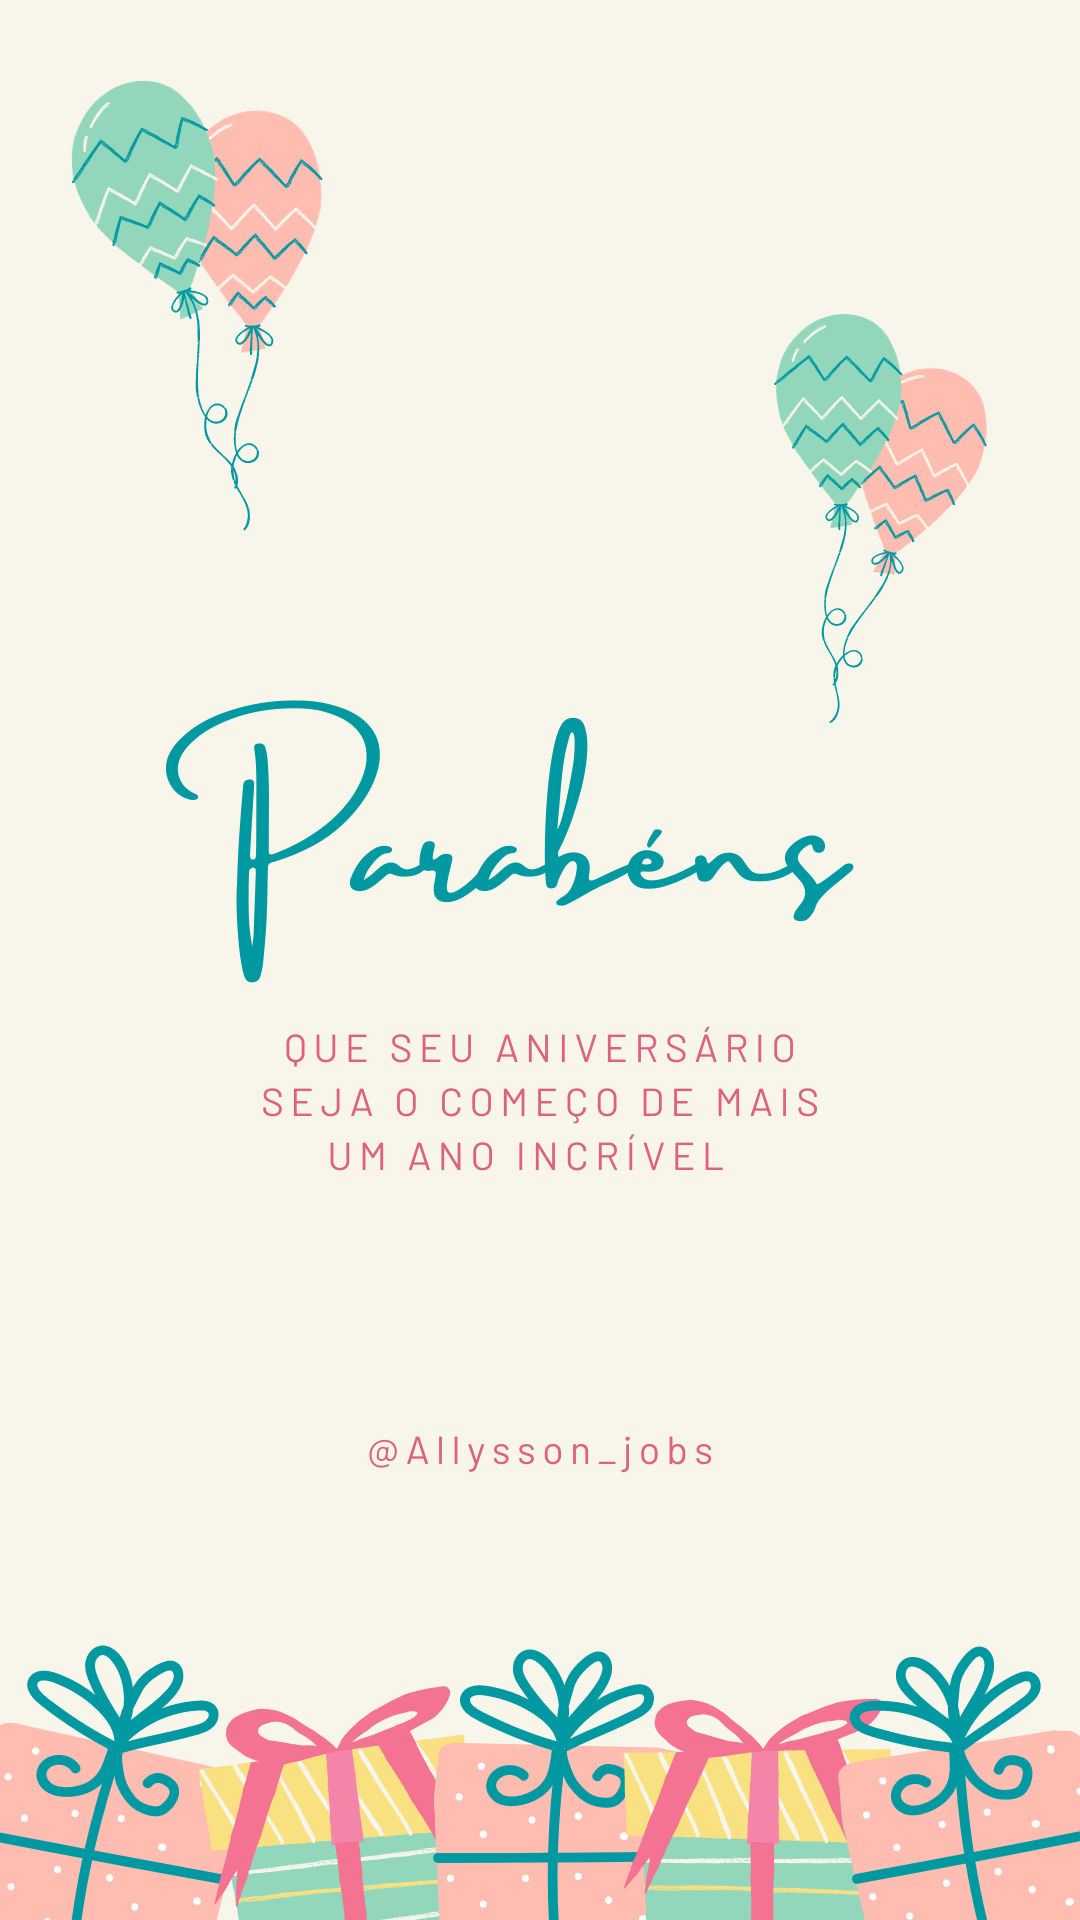 Parabéns
QUE SEU ANIVERSÁRIO
SEJA O COMEÇO DE MAIS
UM ANO INCRÍVEL
@Allysson_jobs